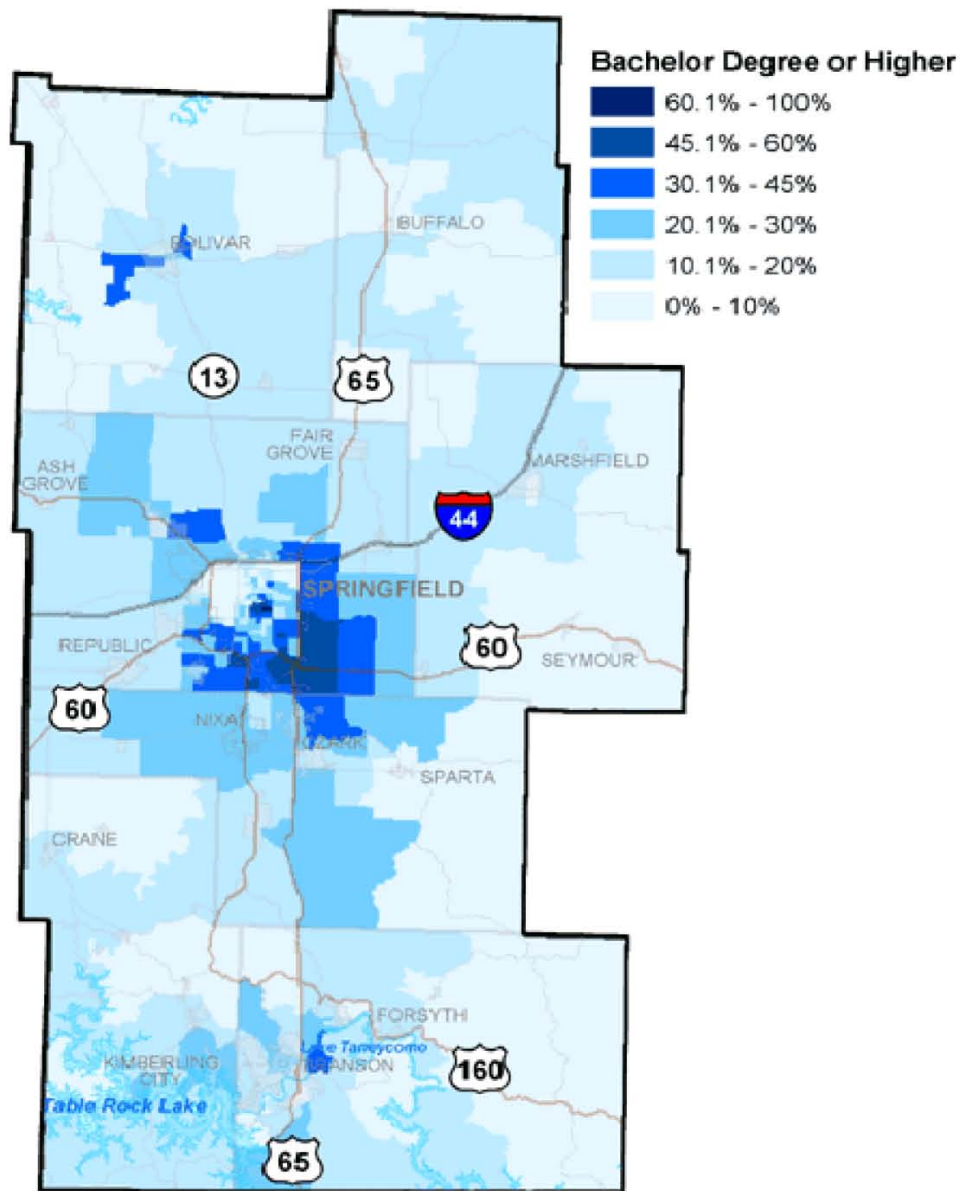 Bachelor Degree or Higher
60.1% - 100%
45.1% - 60%
30.1% - 45%
20.1% - 30%
10.1% - 20%
0% - 10%
BUFFALO
BOLIVAR
13
65
FAIR
GROVE
ASH
GROVE
MARSHFIELD
44
SPRINGFIELD
REPUBLIC
60
SEYMOUR
60
NIXA
OZARK
SPARTA
CRANE
FORSYTH
Lake Taneycomo
KIMBERLING
CITY
BRANSON
160
Table Rock Lake
65